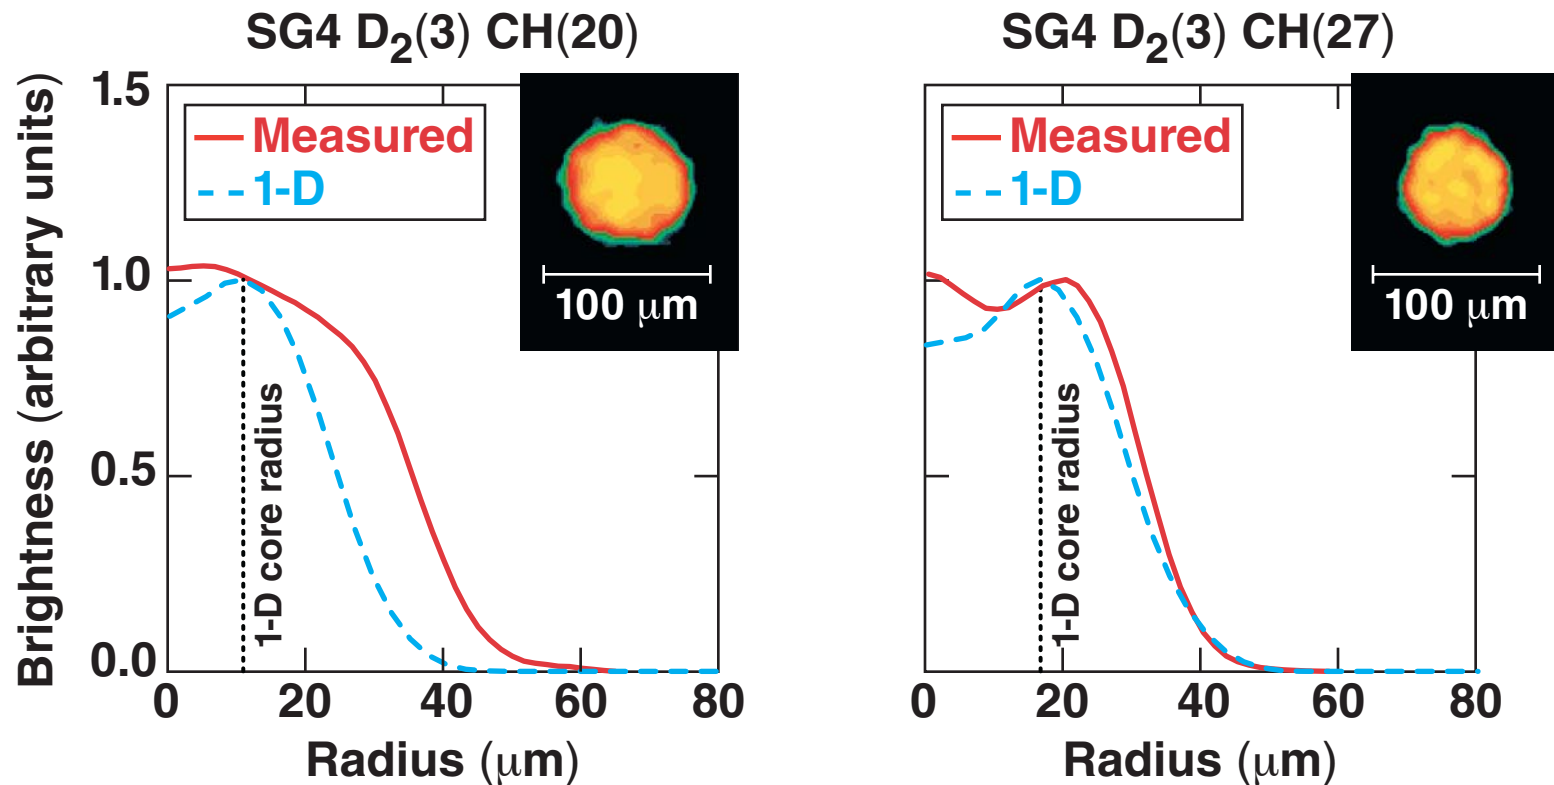 SG4 D2(3) CH(20)
1.5
1.0
0.5
0.0
Brightness (arbitrary units)
Measured
1-D
100 μm
1-D core radius
0 20 40 60 80
Radius (μm)
SG4 D2(3) CH(27)
Measured
1-D
100 μm
1-D core radius
0 20 40 60 80
Radius (μm)